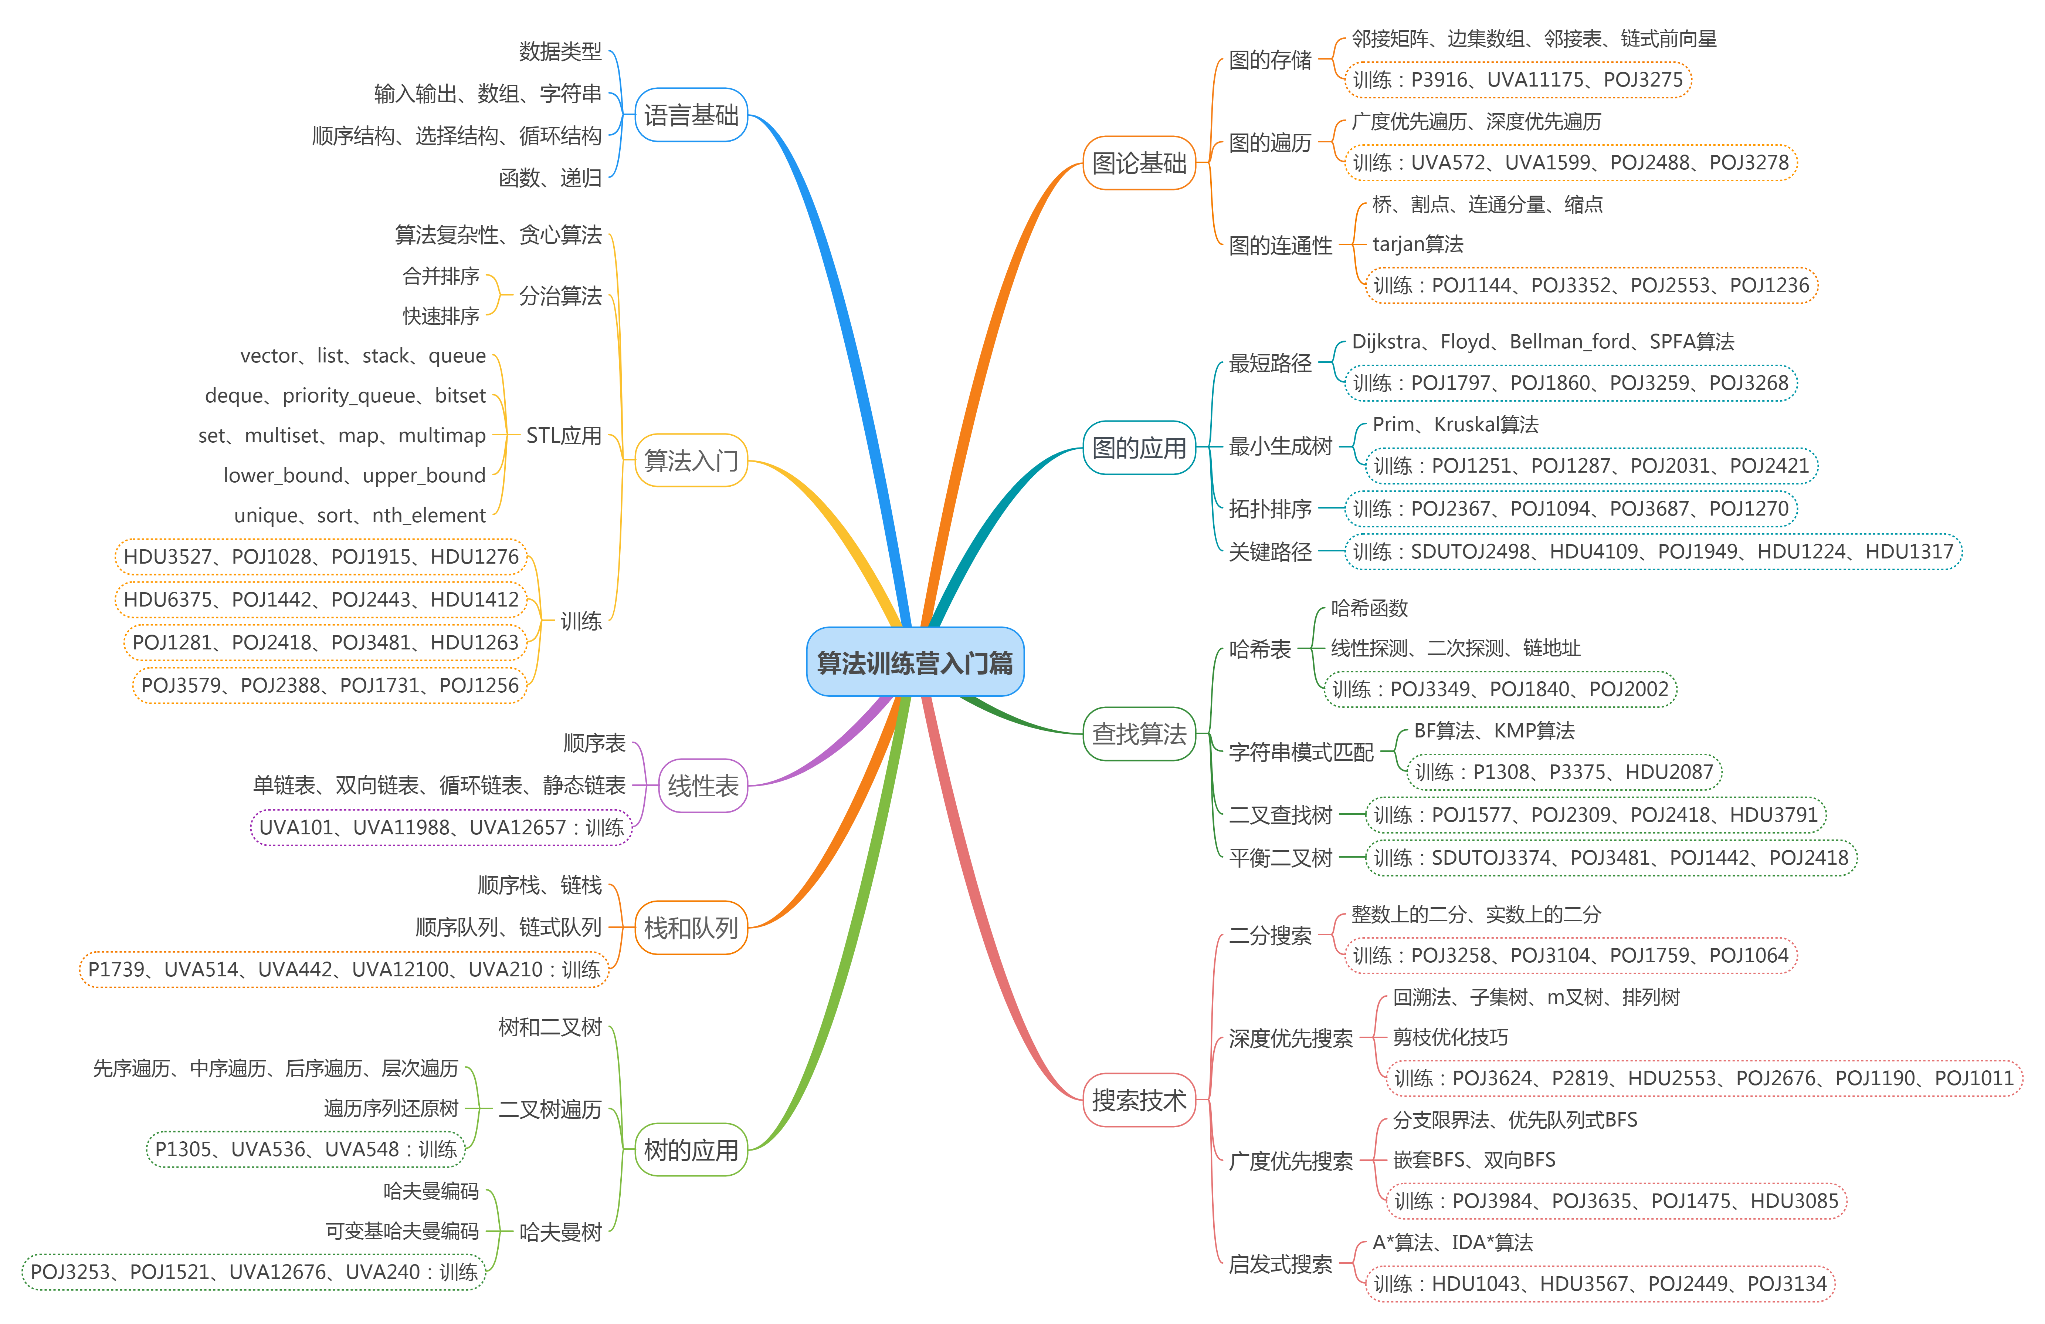 算法训练营入门篇
语言基础
数据类型
输入输出、数组、字符串
顺序结构、选择结构、循环结构
函数、递归
算法入门
算法复杂性、贪心算法
分治算法
合并排序
快速排序
STL应用
vector、list、stack、queue
deque、priority_queue、bitset
set、multiset、map、multimap
lower_bound、upper_bound
unique、sort、nth_element
训练
HDU3527、POJ1028、POJ1915、HDU1276
HDU6375、POJ1442、POJ2443、HDU1412
POJ1281、POJ2418、POJ3481、HDU1263
POJ3579、POJ2388、POJ1731、POJ1256
线性表
顺序表
单链表、双向链表、循环链表、静态链表
UVA101、UVA11988、UVA12657：训练
栈和队列
顺序栈、链栈
顺序队列、链式队列
P1739、UVA514、UVA442、UVA12100、UVA210：训练
树的应用
树和二叉树
二叉树遍历
先序遍历、中序遍历、后序遍历、层次遍历
遍历序列还原树
P1305、UVA536、UVA548：训练
哈夫曼树
哈夫曼编码
可变基哈夫曼编码
POJ3253、POJ1521、UVA12676、UVA240：训练
图论基础
图的存储
邻接矩阵、边集数组、邻接表、链式前向星
训练：P3916、UVA11175、POJ3275
图的遍历
广度优先遍历、深度优先遍历
训练：UVA572、UVA1599、POJ2488、POJ3278
图的连通性
桥、割点、连通分量、缩点
tarjan算法
训练：POJ1144、POJ3352、POJ2553、POJ1236
图的应用
最短路径
Dijkstra、Floyd、Bellman_ford、SPFA算法
训练：POJ1797、POJ1860、POJ3259、POJ3268
最小生成树
Prim、Kruskal算法
训练：POJ1251、POJ1287、POJ2031、POJ2421
拓扑排序
训练：POJ2367、POJ1094、POJ3687、POJ1270
关键路径
训练：SDUTOJ2498、HDU4109、POJ1949、HDU1224、HDU1317
查找算法
哈希表
哈希函数
线性探测、二次探测、链地址
训练：POJ3349、POJ1840、POJ2002
字符串模式匹配
BF算法、KMP算法
训练：P1308、P3375、HDU2087
二叉查找树
训练：POJ1577、POJ2309、POJ2418、HDU3791
平衡二叉树
训练：SDUTOJ3374、POJ3481、POJ1442、POJ2418
搜索技术
二分搜索
整数上的二分、实数上的二分
训练：POJ3258、POJ3104、POJ1759、POJ1064
深度优先搜索
回溯法、子集树、m叉树、排列树
剪枝优化技巧
训练：POJ3624、P2819、HDU2553、POJ2676、POJ1190、POJ1011
广度优先搜索
分支限界法、优先队列式BFS
嵌套BFS、双向BFS
训练：POJ3984、POJ3635、POJ1475、HDU3085
启发式搜索
A*算法、IDA*算法
训练：HDU1043、HDU3567、POJ2449、POJ3134